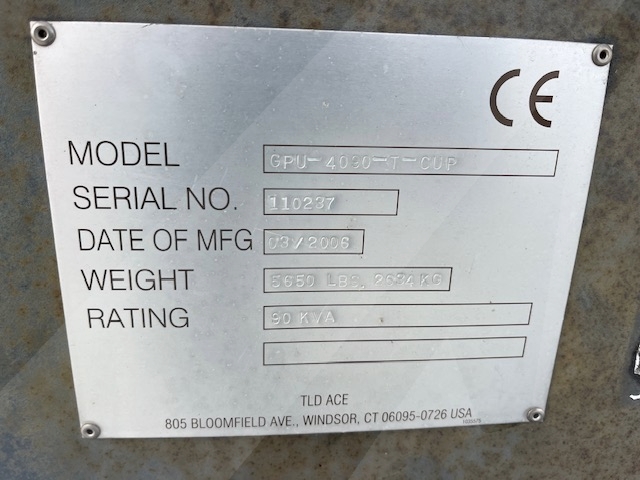 CE
MODEL GPU-4090-T-CUP
SERIAL NO. 110237
DATE OF MFG 03/2006
WEIGHT 5650 LBS.
RATING 90 KVA
TLD ACE
805 BLOOMFIELD AVE., WINDSOR, CT 06095-0726 USA